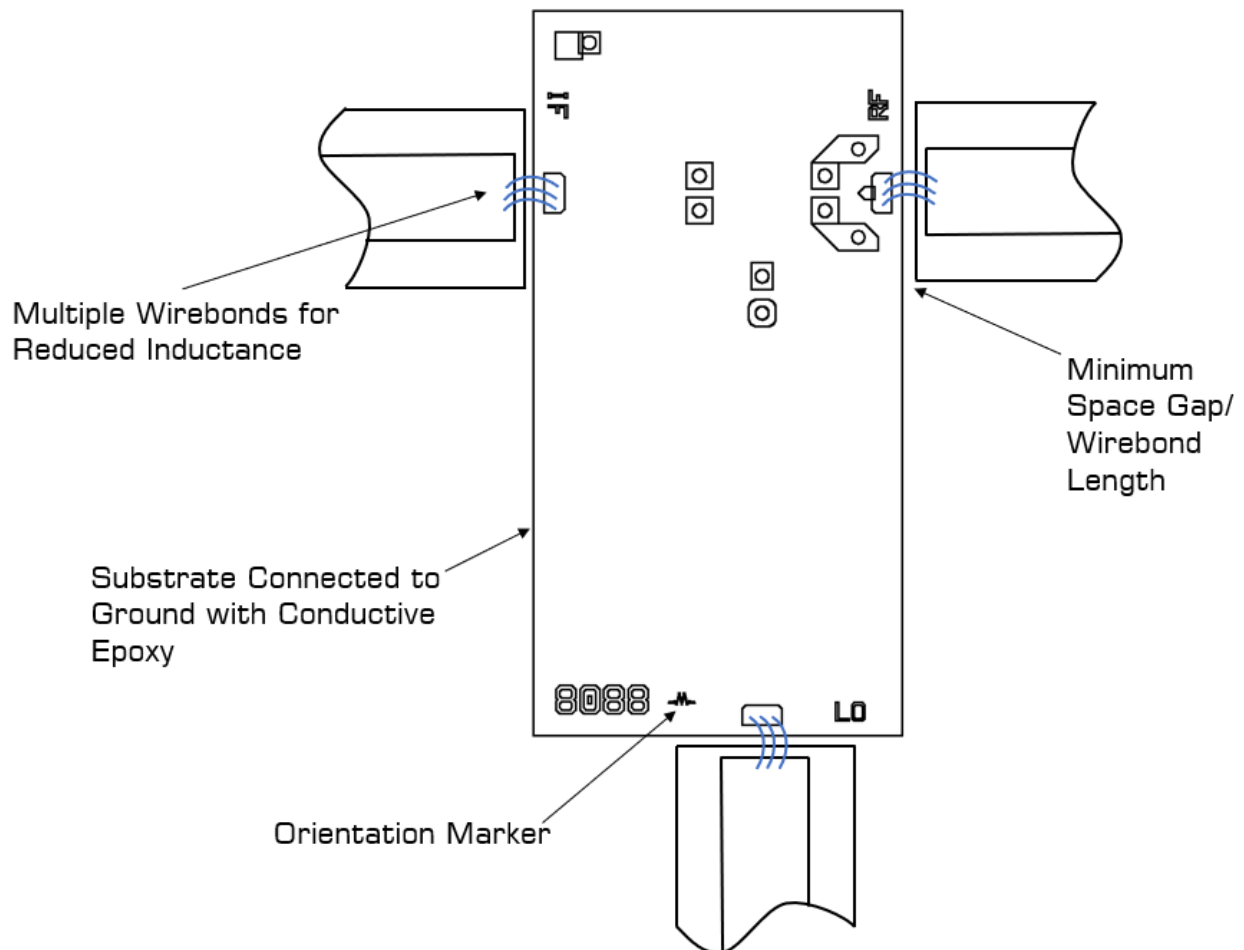 IF
RF
Multiple Wirebonds for
Reduced Inductance
Minimum
Space Gap/
Wirebond
Length
Substrate Connected to
Ground with Conductive
Epoxy
8088
LO
Orientation Marker